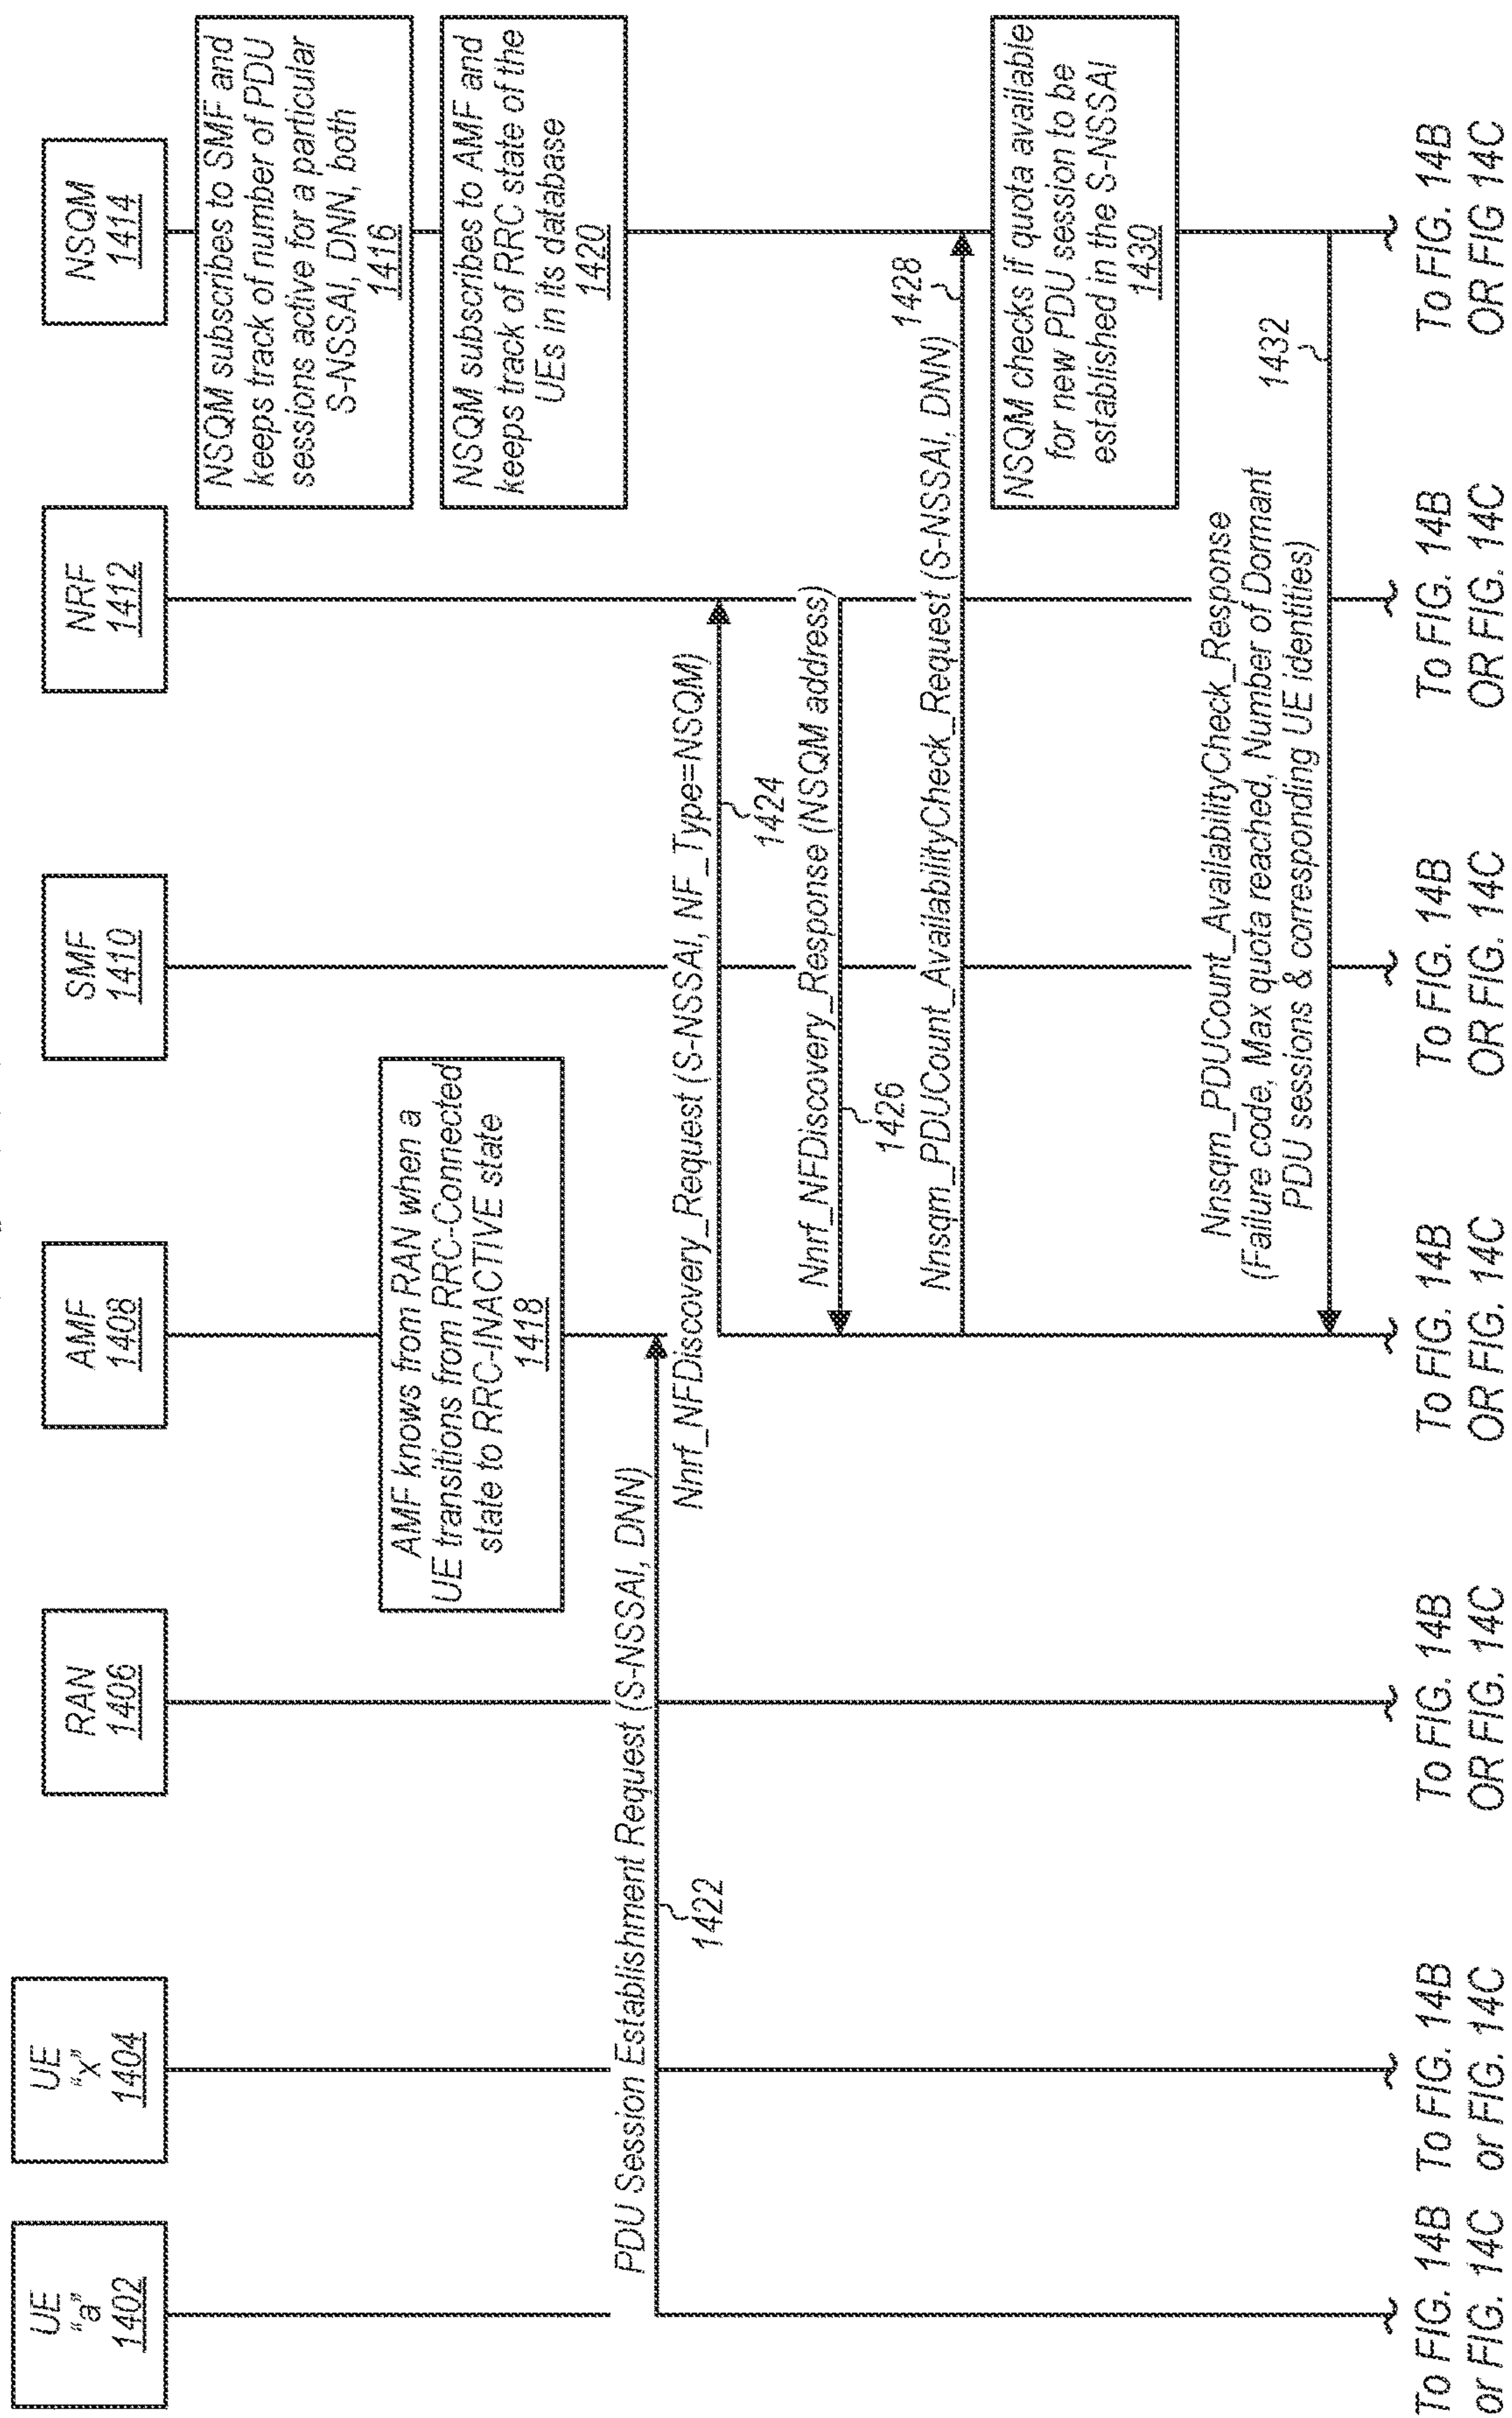 UE
"a"
1402
UE
"x"
1404
RAN
1406
AMF
1408
SMF
1410
NRF
1412
NSQM
1414
NSQM subscribes to SMF and
keeps track of number of PDU
sessions active for a particular
S-NSSAI, DNN, both
1416
AMF knows from RAN when a
UE transitions from RRC-Connected
state to RRC-INACTIVE state
1418
NSQM subscribes to AMF and
keeps track of RRC state of the
UEs in its database
1420
PDU Session Establishment Request (S-NSSAI, DNN)
1422
Nnrf_NFDiscovery_Request (S-NSSAI, NF_Type=NSQM)
1424
Nnrf_NFDiscovery_Response (NSQM address)
1426
Nnsqm_PDUCount_AvailabilityCheck_Request (S-NSSAI, DNN)
1428
NSQM checks if quota available
for new PDU session to be
established in the S-NSSAI
1430
Nnsqm_PDUCount_AvailabilityCheck_Response
(Failure code, Max quota reached, Number of Dormant
PDU sessions & corresponding UE identities)
1432
To FIG. 14B
or FIG. 14C
To FIG. 14B
or FIG. 14C
To FIG. 14B
OR FIG. 14C
To FIG. 14B
OR FIG. 14C
To FIG. 14B
OR FIG. 14C
To FIG. 14B
OR FIG. 14C
To FIG. 14B
OR FIG 14C